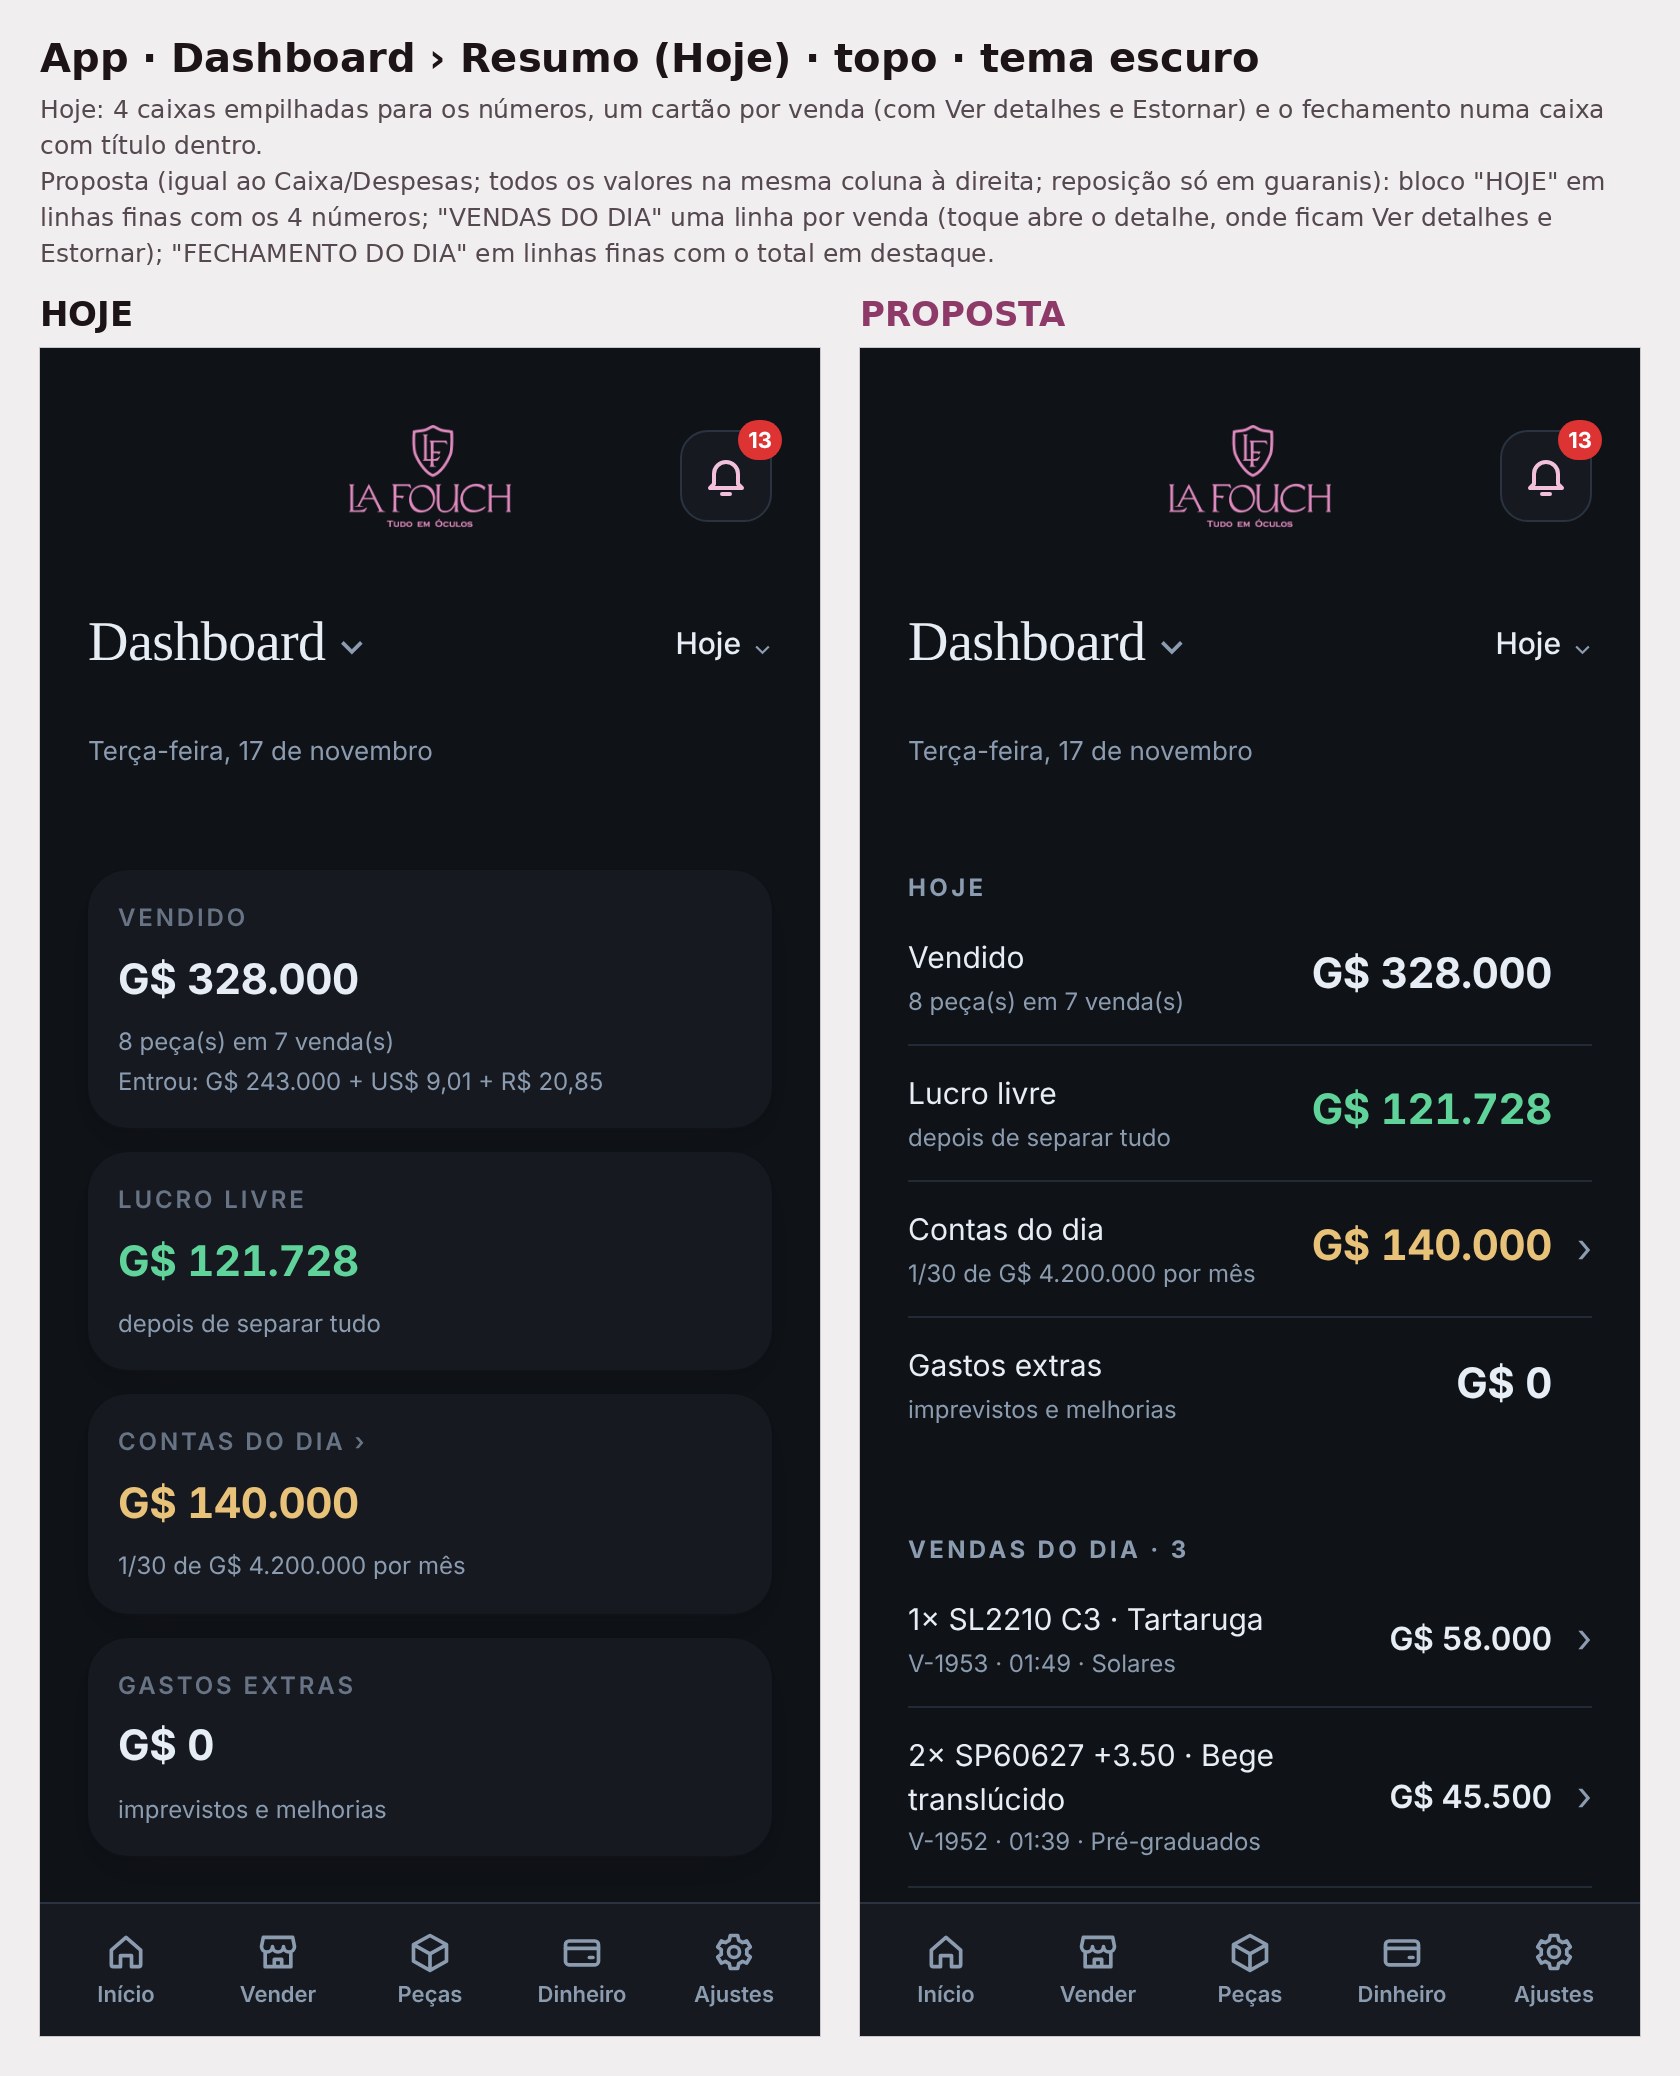 App · Dashboard › Resumo (Hoje) · topo · tema escuro
Hoje: 4 caixas empilhadas para os números, um cartão por venda (com Ver detalhes e Estornar) e o fechamento numa caixa
com título dentro.
Proposta (igual ao Caixa/Despesas; todos os valores na mesma coluna à direita; reposição só em guaranis): bloco "HOJE" em
linhas finas com os 4 números; "VENDAS DO DIA" uma linha por venda (toque abre o detalhe, onde ficam Ver detalhes e
Estornar); "FECHAMENTO DO DIA" em linhas finas com o total em destaque.
HOJE
LF
LA FOUCH
TUDO EM ÓCULOS
13
Dashboard
Hoje
Terça-feira, 17 de novembro
VENDIDO
G$ 328.000
8 peça(s) em 7 venda(s)
Entrou: G$ 243.000 + US$ 9,01 + R$ 20,85
LUCRO LIVRE
G$ 121.728
depois de separar tudo
CONTAS DO DIA ›
G$ 140.000
1/30 de G$ 4.200.000 por mês
GASTOS EXTRAS
G$ 0
imprevistos e melhorias
Início Vender Peças Dinheiro Ajustes
PROPOSTA
LF
LA FOUCH
TUDO EM ÓCULOS
13
Dashboard
Hoje
Terça-feira, 17 de novembro
HOJE
Vendido
8 peça(s) em 7 venda(s)
G$ 328.000
Lucro livre
depois de separar tudo
G$ 121.728
Contas do dia
1/30 de G$ 4.200.000 por mês
G$ 140.000 ›
Gastos extras
imprevistos e melhorias
G$ 0
VENDAS DO DIA · 3
1× SL2210 C3 · Tartaruga
V-1953 · 01:49 · Solares
G$ 58.000 ›
2× SP60627 +3.50 · Bege
translúcido
V-1952 · 01:39 · Pré-graduados
G$ 45.500 ›
Início Vender Peças Dinheiro Ajustes